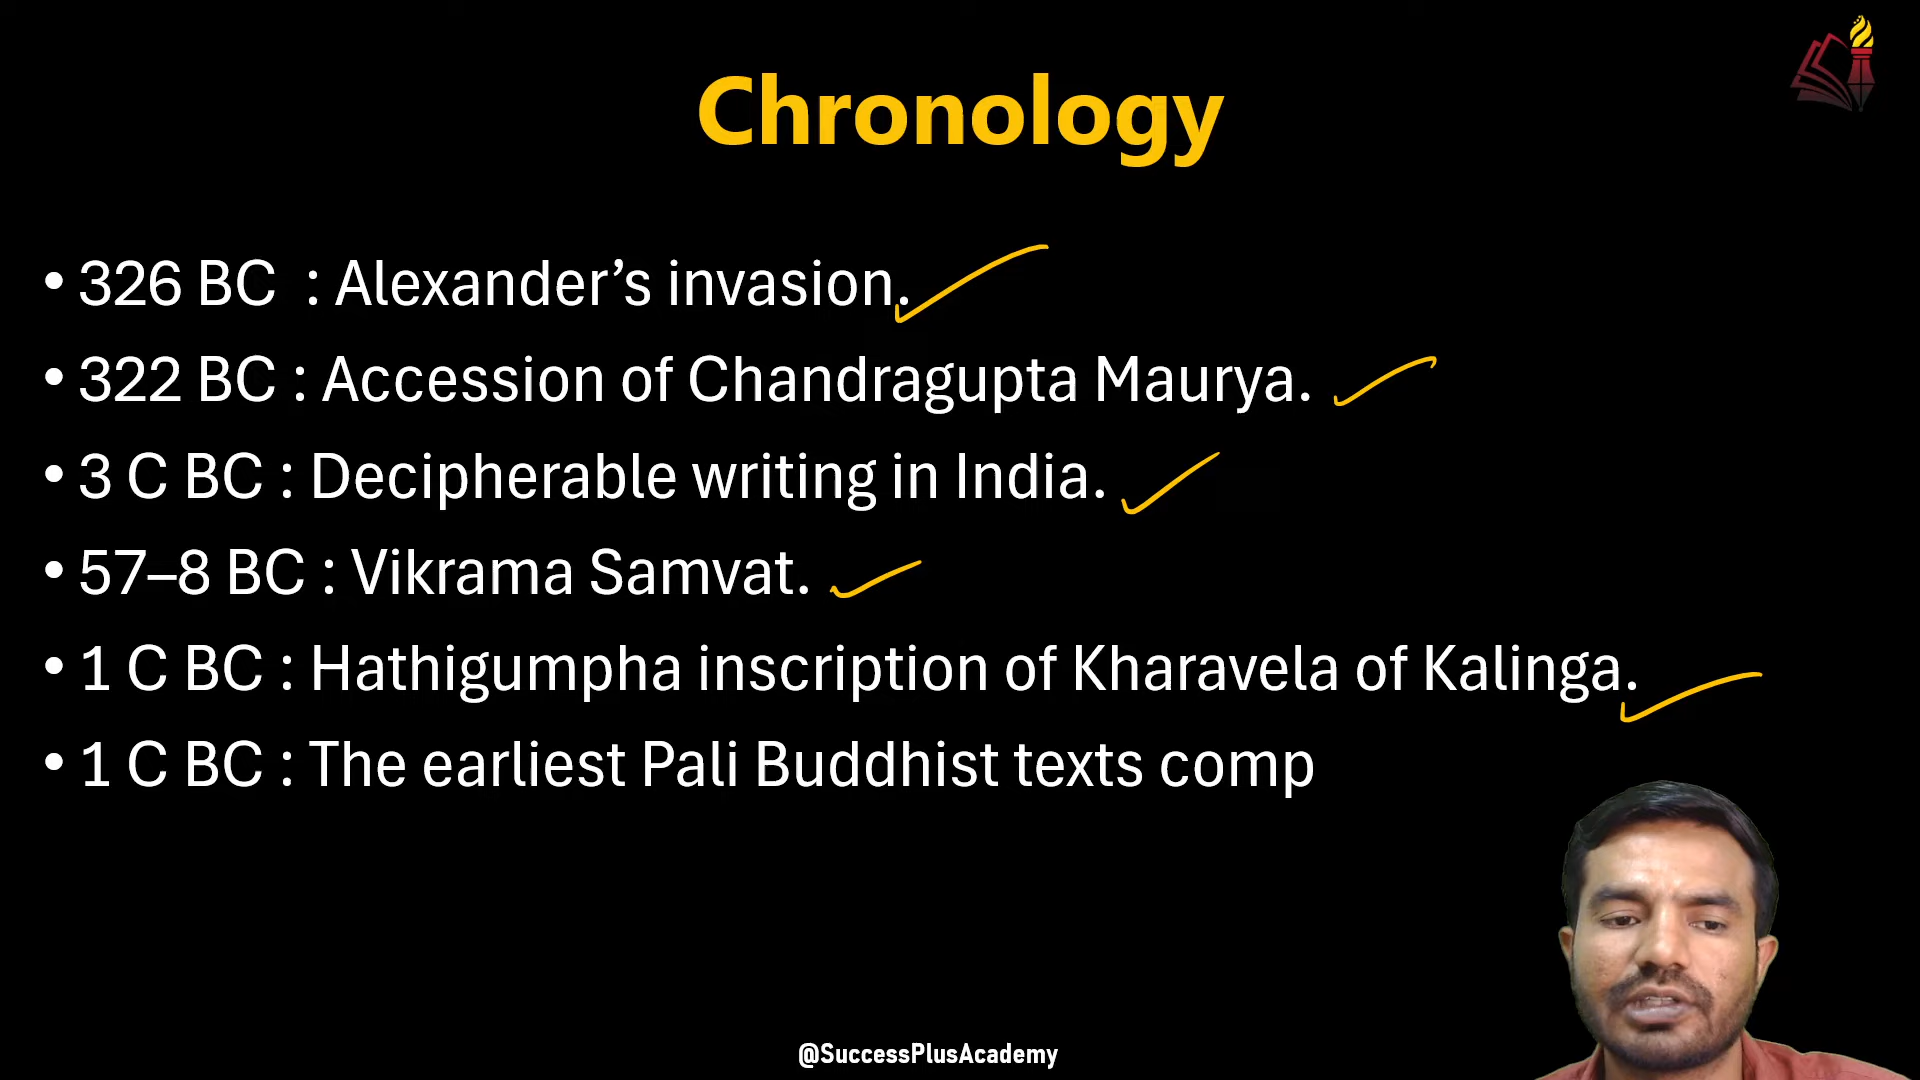 Chronology
• 326 BC : Alexander’s invasion.
• 322 BC : Accession of Chandragupta Maurya.
• 3 C BC : Decipherable writing in India.
• 57–8 BC : Vikrama Samvat.
• 1 C BC : Hathigumpha inscription of Kharavela of Kalinga.
• 1 C BC : The earliest Pali Buddhist texts comp
@SuccessPlusAcademy